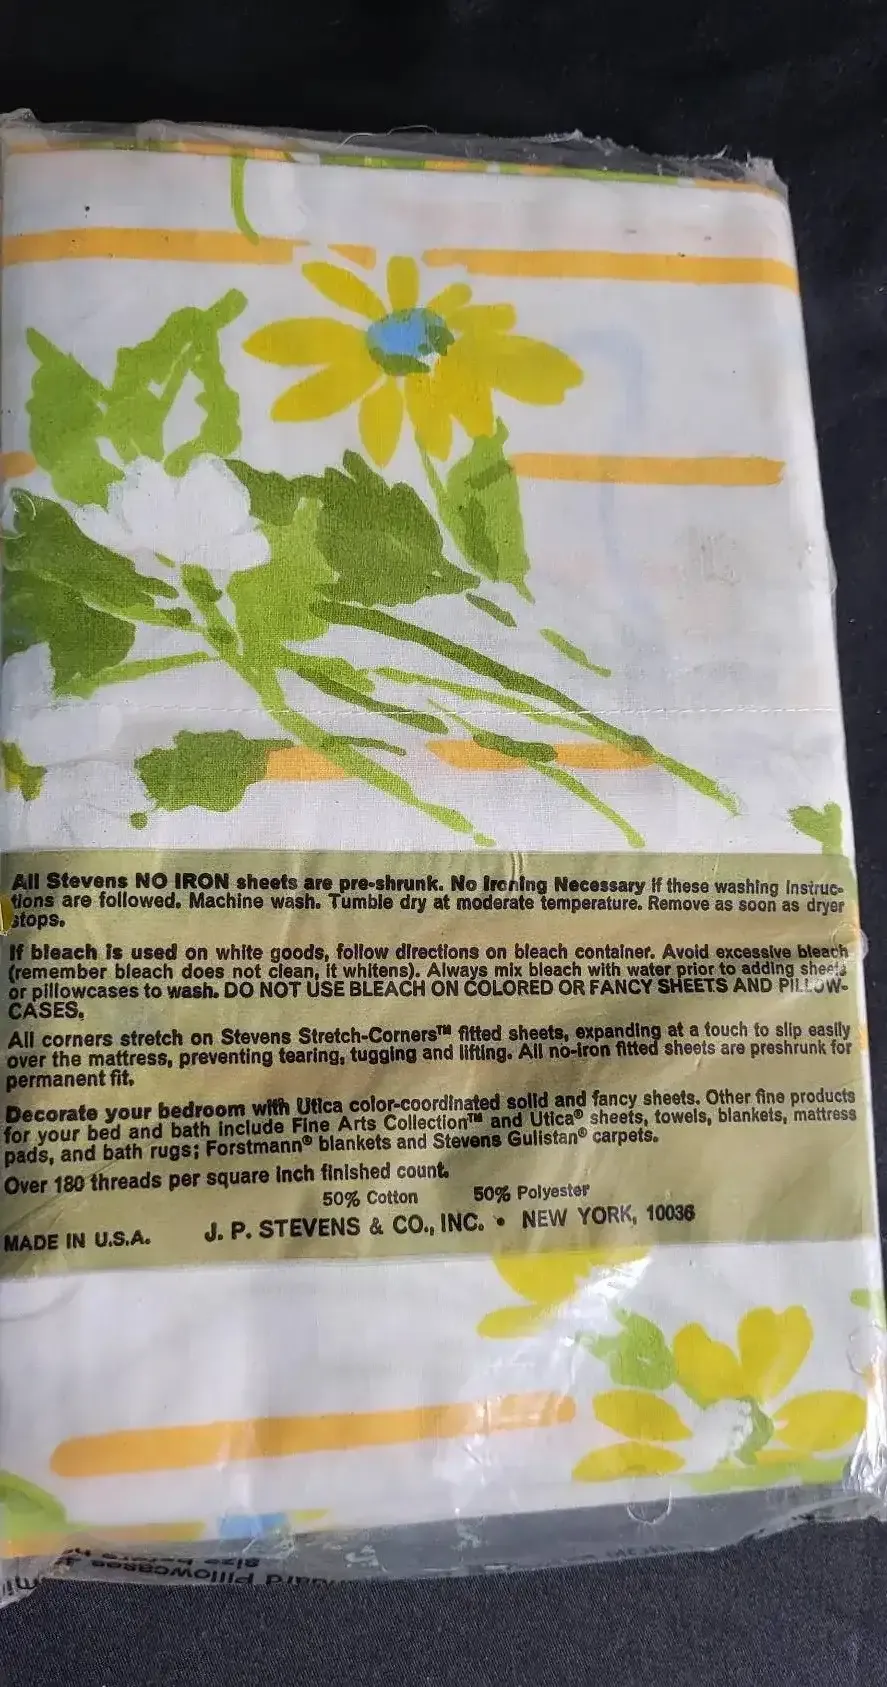 All Stevens NO IRON sheets are pre-shrunk. No Ironing Necessary if these washing instruc-
tions are followed. Machine wash. Tumble dry at moderate temperature. Remove as soon as dryer
stops.
If bleach is used on white goods, follow directions on bleach container. Avoid excessive bleach
(remember bleach does not clean, it whitens). Always mix bleach with water prior to adding sheets
or pillowcases to wash. DO NOT USE BLEACH ON COLORED OR FANCY SHEETS AND PILLOW-
CASES.
All corners stretch on Stevens Stretch-Corners™ fitted sheets, expanding at a touch to slip easily
over the mattress, preventing tearing, tugging and lifting. All no-iron fitted sheets are preshrunk for
permanent fit.
Decorate your bedroom with Utica color-coordinated solid and fancy sheets. Other fine products
for your bed and bath include Fine Arts Collection™ and Utica® sheets, towels, blankets, mattress
pads, and bath rugs; Forstmann® blankets and Stevens Gulistan® carpets.
Over 180 threads per square inch finished count.
50% Cotton 50% Polyester
MADE IN U.S.A. J. P. STEVENS & CO., INC. • NEW YORK, 10036
size
Pillowcases